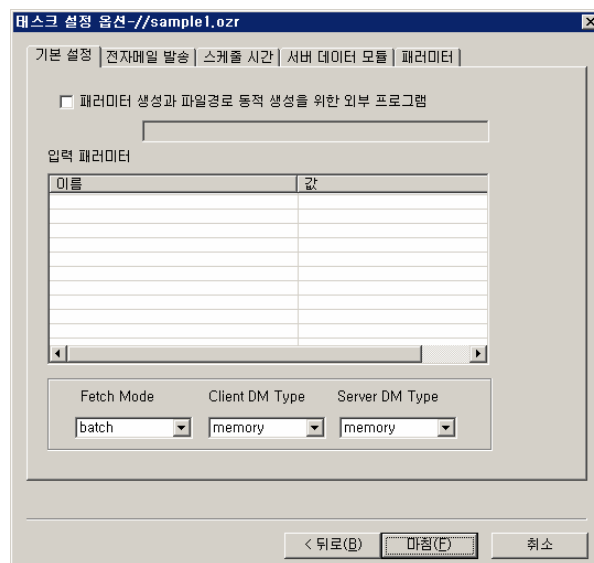 태스크 설정 옵션-//sample1.ozr
기본 설정 전자메일 발송 스케줄 시간 서버 데이터 모듈 패러미터
패러미터 생성과 파일경로 동적 생성을 위한 외부 프로그램
입력 패러미터
이름 값
Fetch Mode Client DM Type Server DM Type
batch memory memory
< 뒤로(B) 마침(F) 취소